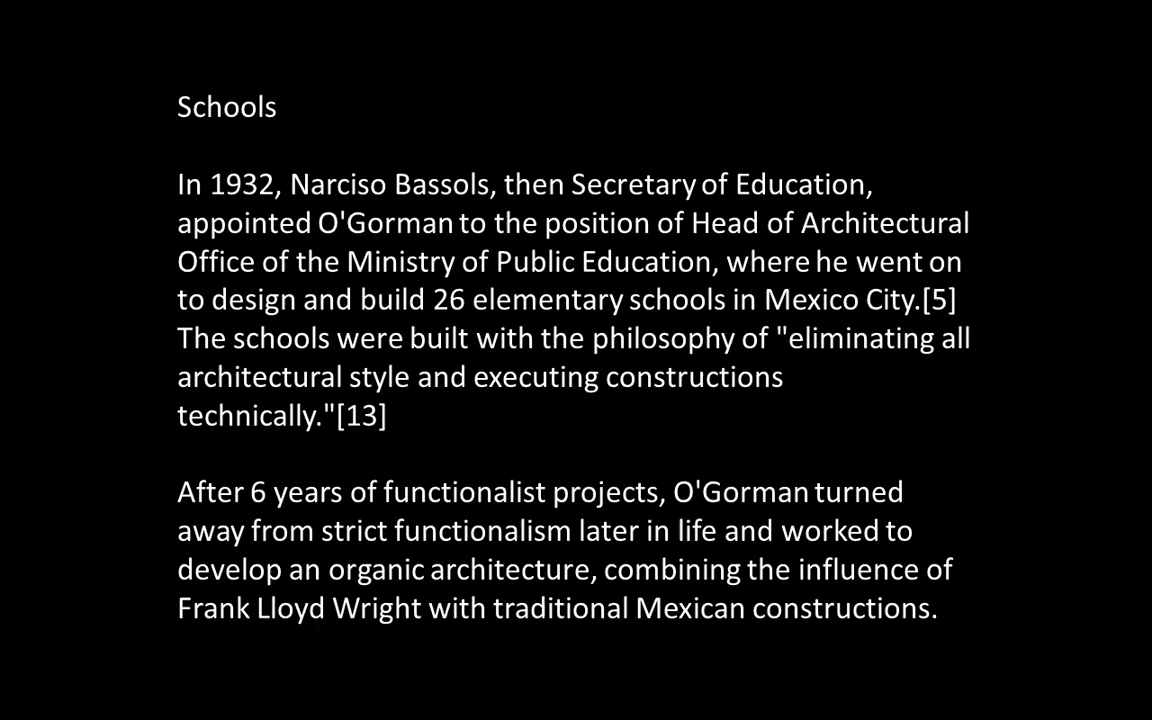 Schools
In 1932, Narciso Bassols, then Secretary of Education,
appointed O'Gorman to the position of Head of Architectural
Office of the Ministry of Public Education, where he went on
to design and build 26 elementary schools in Mexico City.[5]
The schools were built with the philosophy of "eliminating all
architectural style and executing constructions
technically."[13]
After 6 years of functionalist projects, O'Gorman turned
away from strict functionalism later in life and worked to
develop an organic architecture, combining the influence of
Frank Lloyd Wright with traditional Mexican constructions.